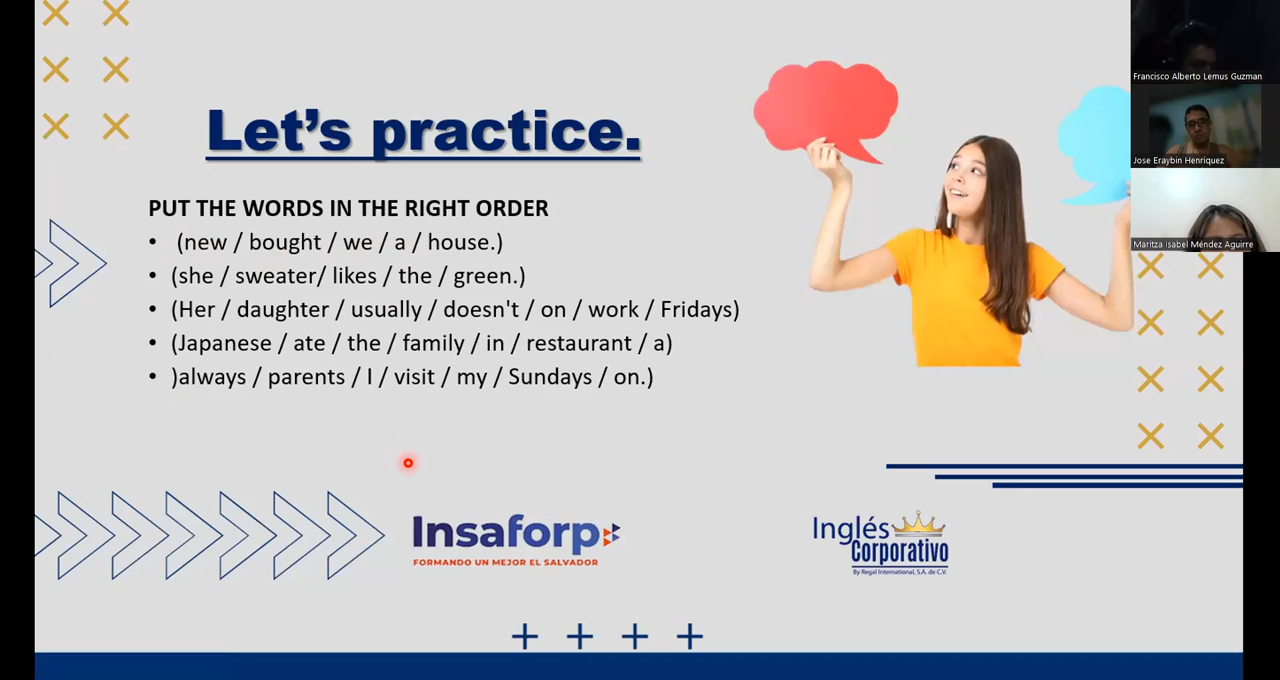 Let's practice.
PUT THE WORDS IN THE RIGHT ORDER
• (new / bought / we / a / house.)
• (she / sweater/ likes / the / green.)
• (Her / daughter / usually / doesn't / on / work / Fridays)
• (Japanese / ate / the / family / in / restaurant / a)
• )always / parents / I / visit / my / Sundays / on.)
Insaforp
FORMANDO UN MEJOR EL SALVADOR
Inglés
Corporativo
By Regal International, S.A. de C.V.
Francisco Alberto Lemus Guzman
Jose Eraybin Henriquez
Maritza Isabel Méndez Aguirre